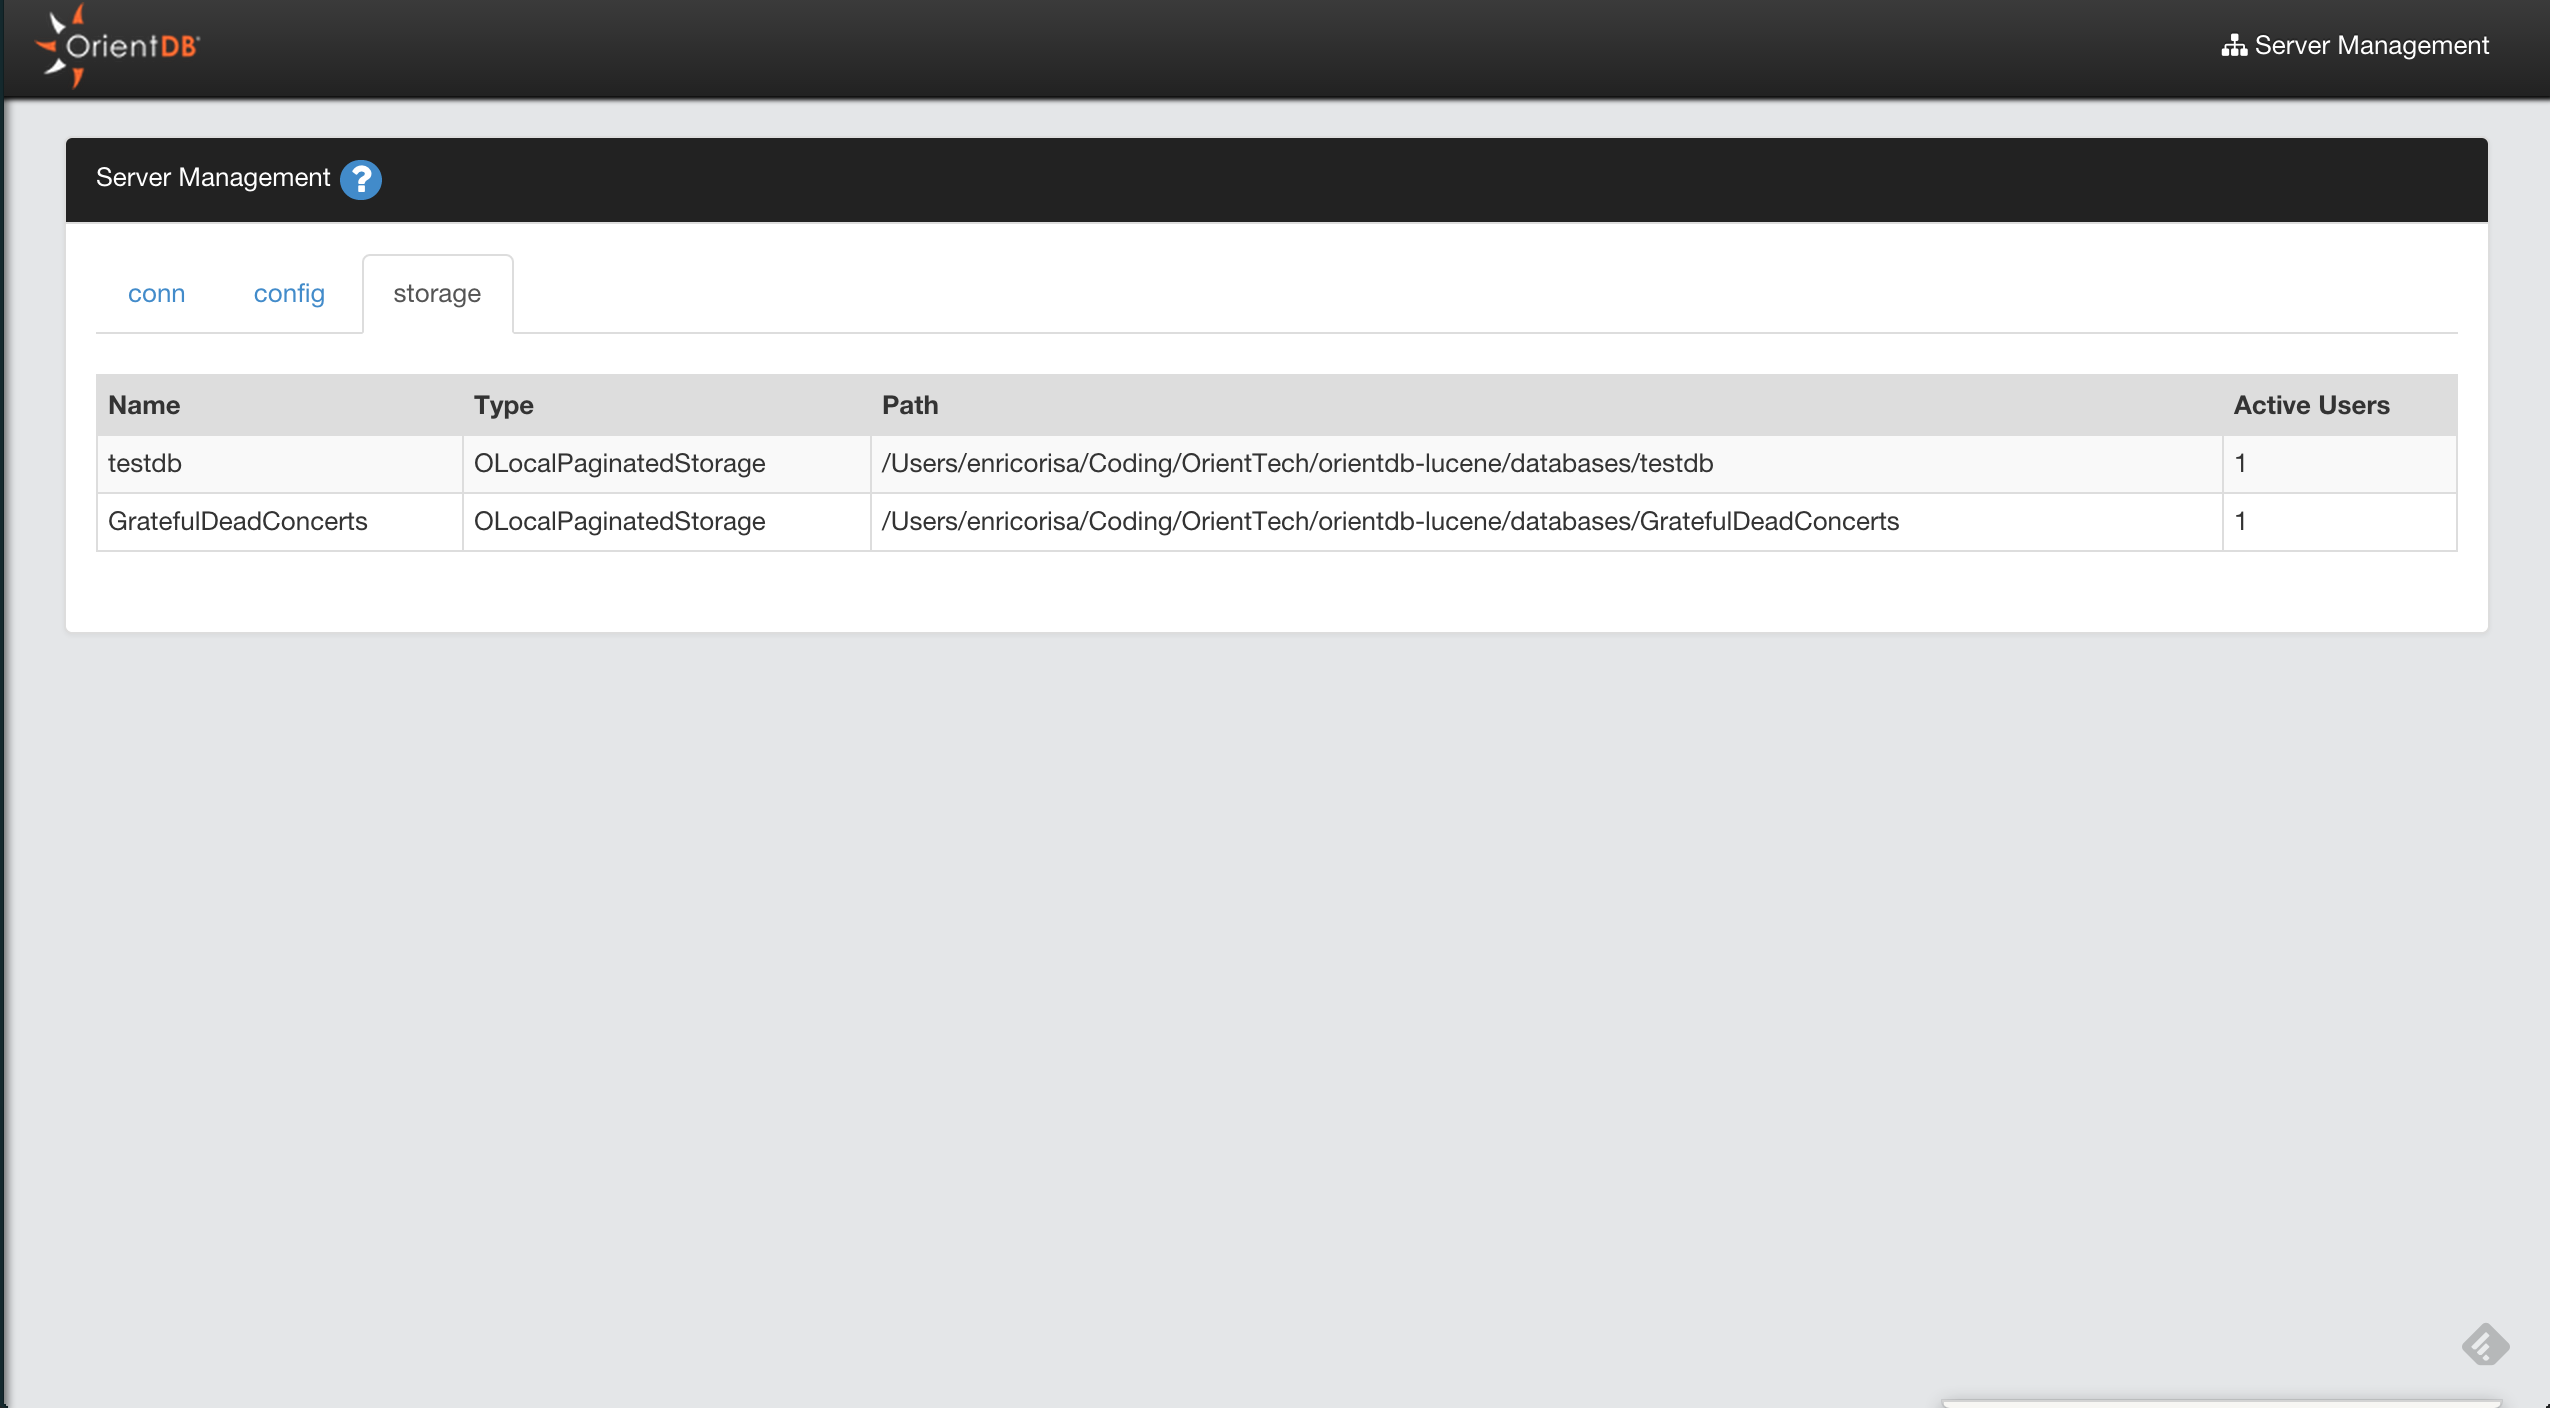 OrientDB
Server Management
Server Management ?
conn config storage
Name Type Path Active Users
testdb OLocalPaginatedStorage /Users/enricorisa/Coding/OrientTech/orientdb-lucene/databases/testdb 1
GratefulDeadConcerts OLocalPaginatedStorage /Users/enricorisa/Coding/OrientTech/orientdb-lucene/databases/GratefulDeadConcerts 1